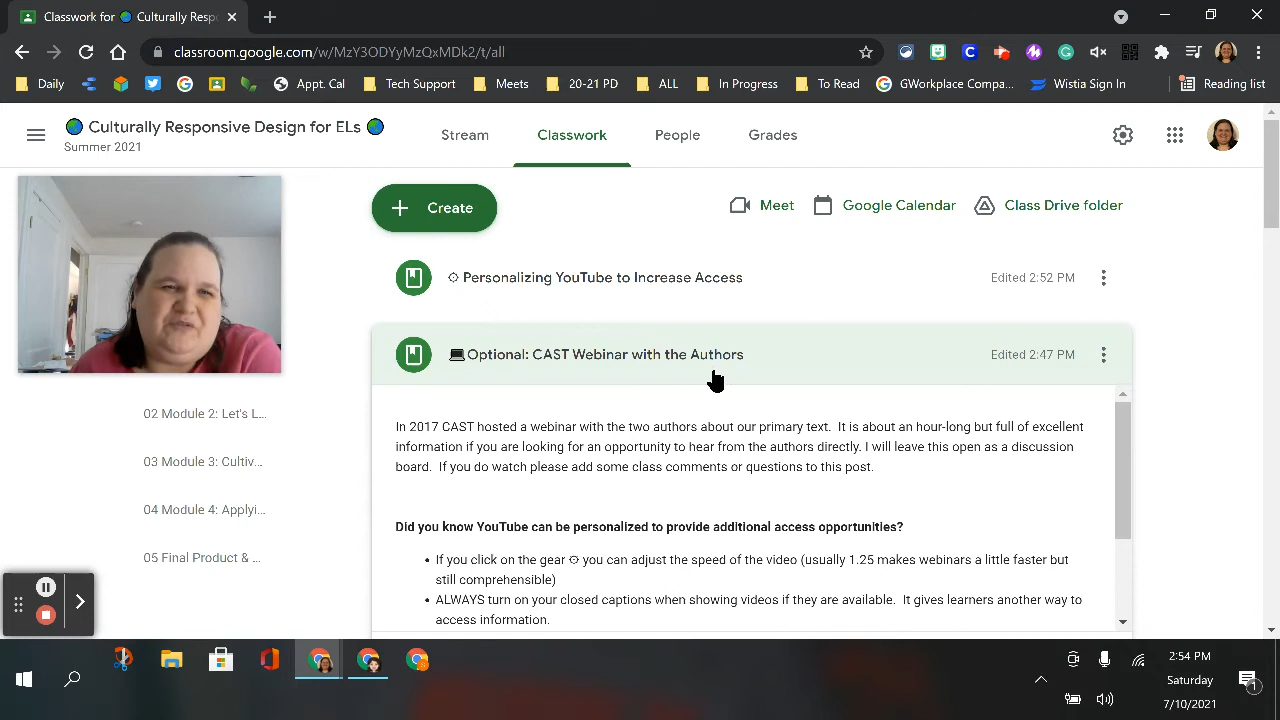 Classwork for 🌏 Culturally Resp
classroom.google.com/w/MzY3ODYyMzQxMDk2/t/all
Daily
Appt. Cal
Tech Support
Meets
20-21 PD
ALL
In Progress
To Read
GWorkplace Compa...
Wistia Sign In
Reading list
🌏 Culturally Responsive Design for ELs 🌏
Summer 2021
Stream
Classwork
People
Grades
Create
Meet
Google Calendar
Class Drive folder
Personalizing YouTube to Increase Access
Edited 2:52 PM
💻Optional: CAST Webinar with the Authors
Edited 2:47 PM
In 2017 CAST hosted a webinar with the two authors about our primary text. It is about an hour-long but full of excellent
information if you are looking for an opportunity to hear from the authors directly. I will leave this open as a discussion
board. If you do watch please add some class comments or questions to this post.
Did you know YouTube can be personalized to provide additional access opportunities?
• If you click on the gear ⚙ you can adjust the speed of the video (usually 1.25 makes webinars a little faster but
still comprehensible)
• ALWAYS turn on your closed captions when showing videos if they are available. It gives learners another way to
access information.
02 Module 2: Let's L...
03 Module 3: Cultiv...
04 Module 4: Applyi...
05 Final Product & ...
2:54 PM
Saturday
7/10/2021
1